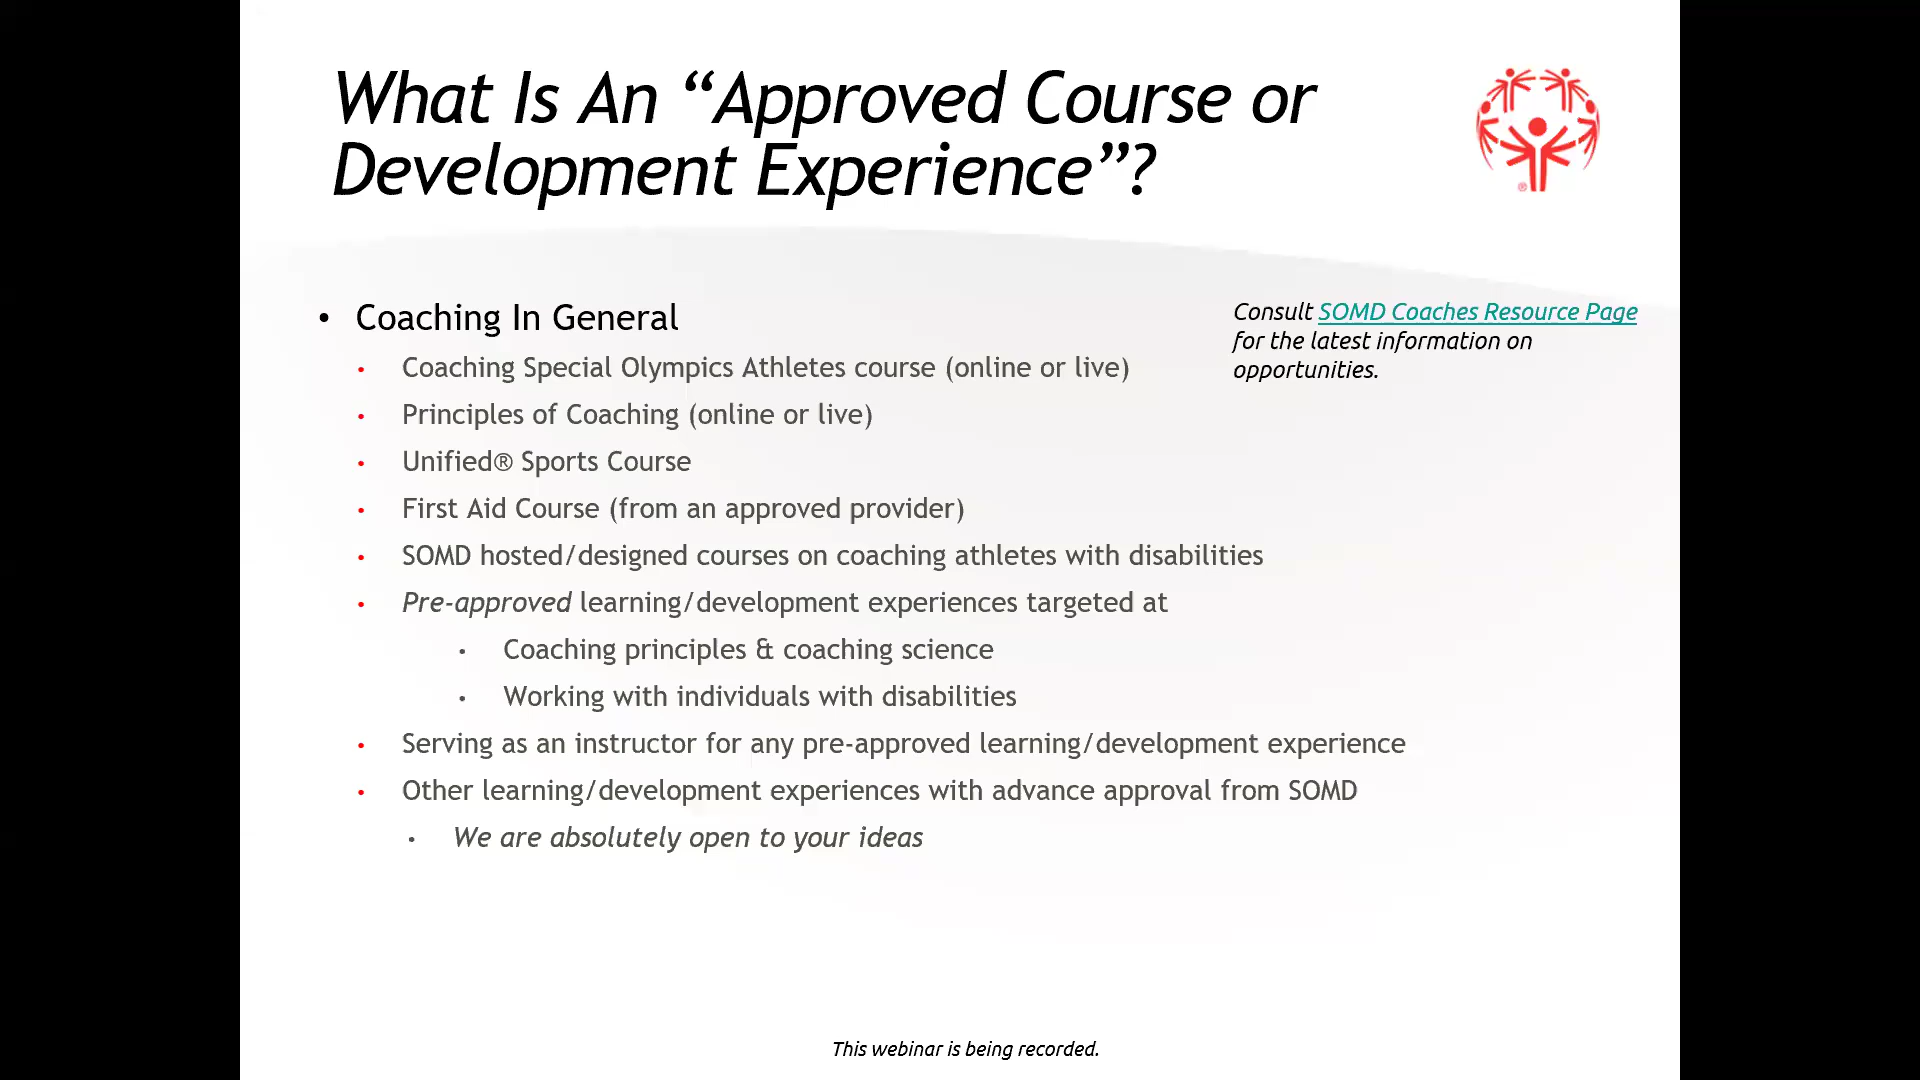 What Is An “Approved Course or
Development Experience”?
• Coaching In General
• Coaching Special Olympics Athletes course (online or live)
• Principles of Coaching (online or live)
• Unified® Sports Course
• First Aid Course (from an approved provider)
• SOMD hosted/designed courses on coaching athletes with disabilities
• Pre-approved learning/development experiences targeted at
• Coaching principles & coaching science
• Working with individuals with disabilities
• Serving as an instructor for any pre-approved learning/development experience
• Other learning/development experiences with advance approval from SOMD
• We are absolutely open to your ideas
Consult SOMD Coaches Resource Page
for the latest information on
opportunities.
This webinar is being recorded.